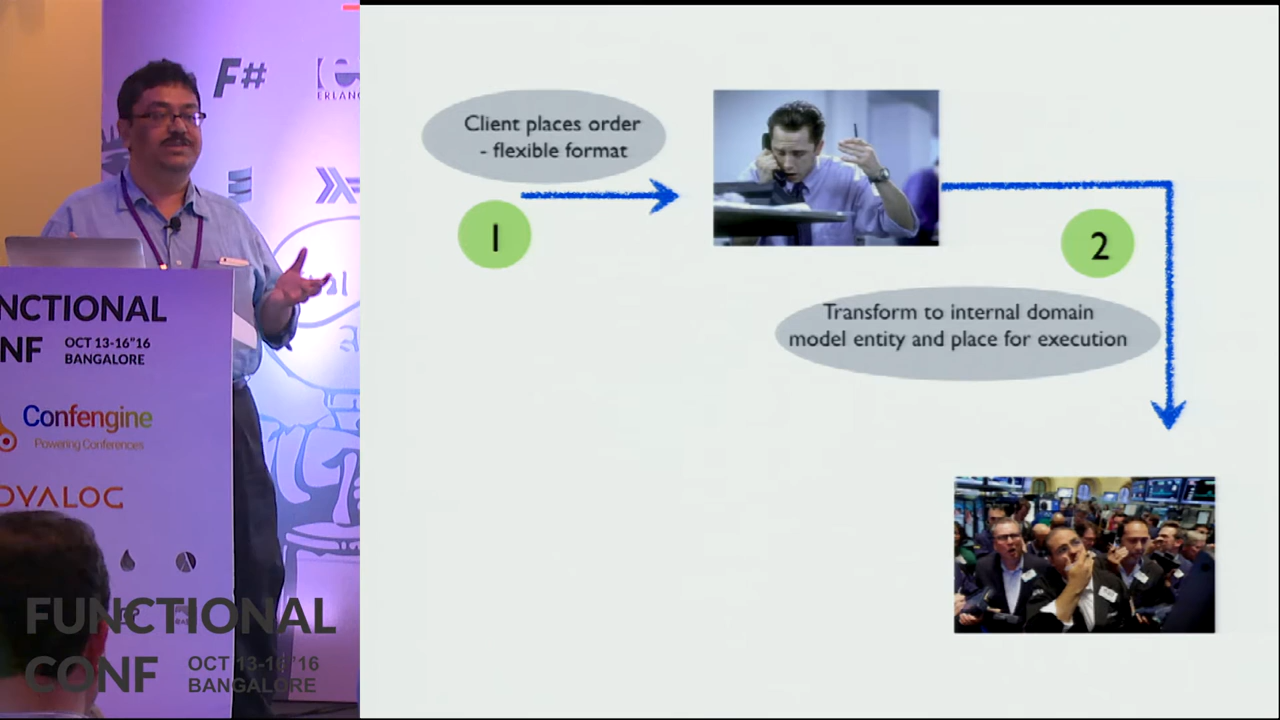 F#
ERLANG
NCTIONAL
NF
OCT 13-16"16
BANGALORE
Confengine
Powering Conferences
OVALOG
FUNCTIONAL
CONF
OCT 13-16"16
BANGALORE
Client places order
- flexible format
1
2
Transform to internal domain
model entity and place for execution